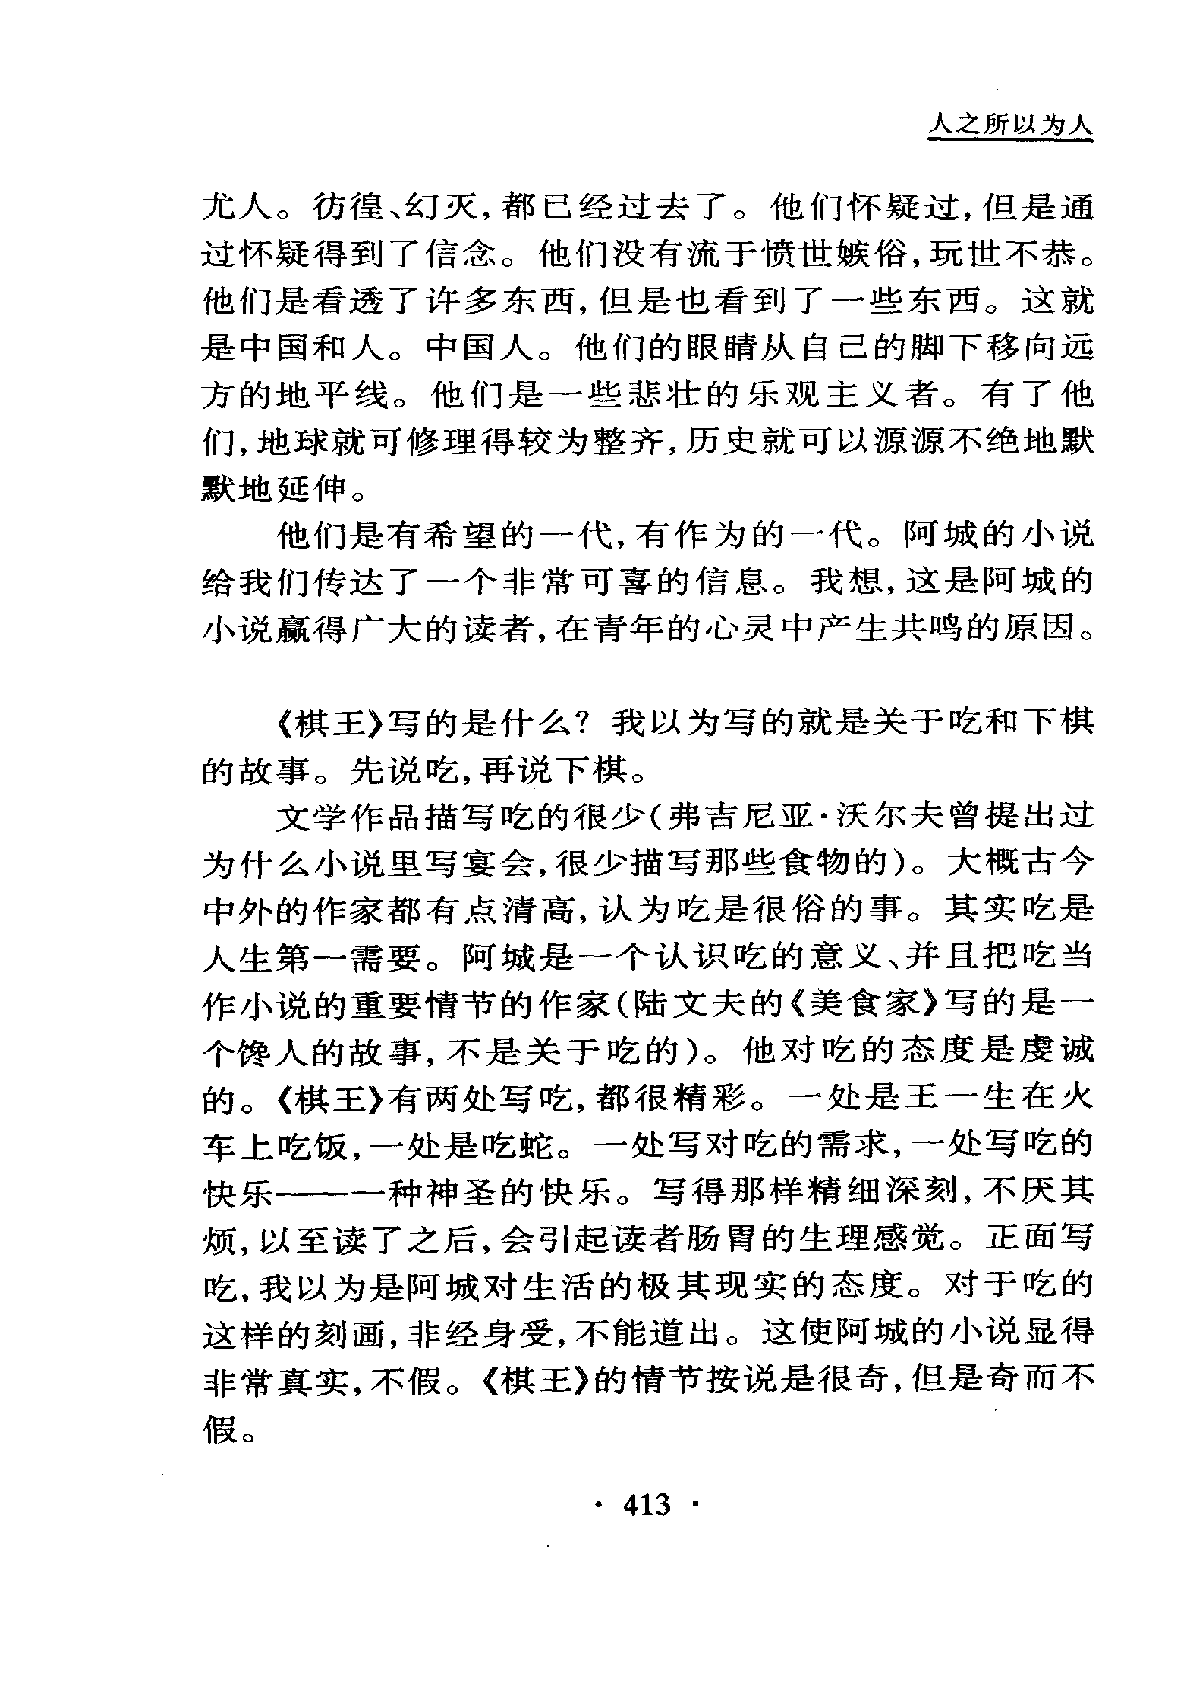 人之所以为人
尤人。彷徨、幻灭，都已经过去了。他们怀疑过，但是通
过怀疑得到了信念。他们没有流于愤世嫉俗，玩世不恭。
他们是看透了许多东西，但是也看到了一些东西。这就
是中国和人。中国人。他们的眼睛从自己的脚下移向远
方的地平线。他们是一些悲壮的乐观主义者。有了他
们，地球就可修理得较为整齐，历史就可以源源不绝地默
默地延伸。
他们是有希望的一代，有作为的一代。阿城的小说
给我们传达了一个非常可喜的信息。我想，这是阿城的
小说赢得广大的读者，在青年的心灵中产生共鸣的原因。
《棋王》写的是什么？我以为写的就是关于吃和下棋
的故事。先说吃，再说下棋。
文学作品描写吃的很少（弗吉尼亚·沃尔夫曾提出过
为什么小说里写宴会，很少描写那些食物的）。大概古今
中外的作家都有点清高，认为吃是很俗的事。其实吃是
人生第一需要。阿城是一个认识吃的意义、并且把吃当
作小说的重要情节的作家（陆文夫的《美食家》写的是一
个馋人的故事，不是关于吃的）。他对吃的态度是虔诚
的。《棋王》有两处写吃，都很精彩。一处是王一生在火
车上吃饭，一处是吃蛇。一处写对吃的需求，一处写吃的
快乐——一种神圣的快乐。写得那样精细深刻，不厌其
烦，以至读了之后，会引起读者肠胃的生理感觉。正面写
吃，我以为是阿城对生活的极其现实的态度。对于吃的
这样的刻画，非经身受，不能道出。这使阿城的小说显得
非常真实，不假。《棋王》的情节按说是很奇，但是奇而不
假。
· 413 ·